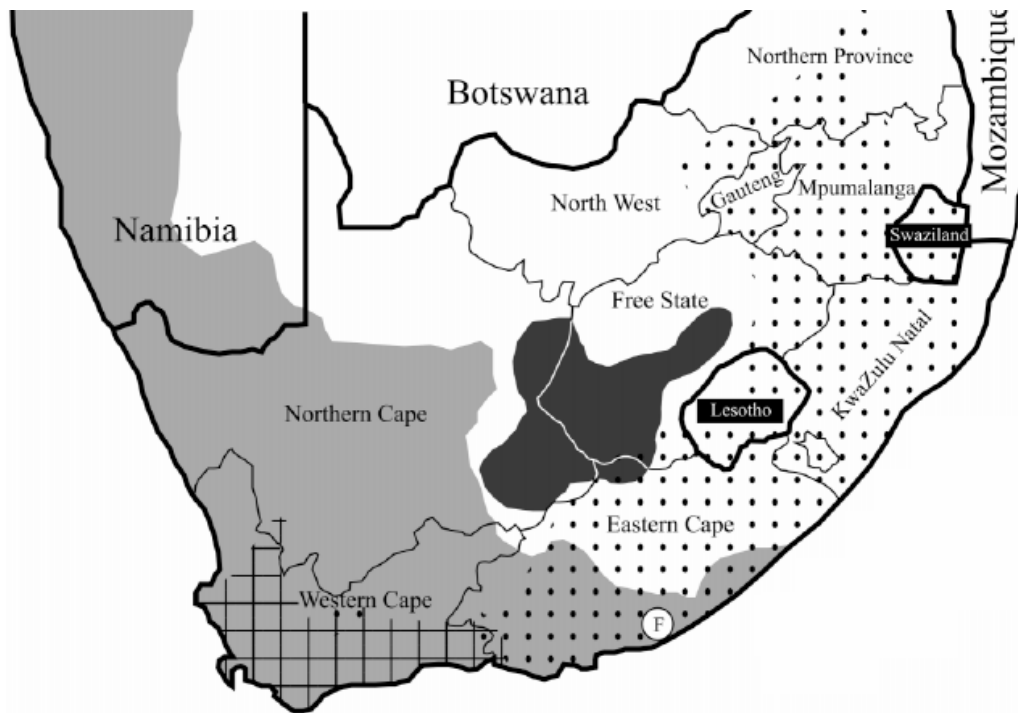 Northern Province
Mozambique
Botswana
North West
Gauteng
Mpumalanga
Namibia
Swaziland
Free State
KwaZulu Natal
Northern Cape
Lesotho
Eastern Cape
Western Cape
F